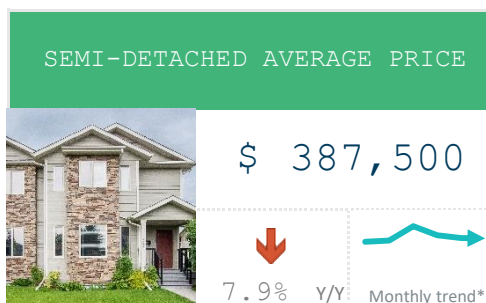 SEMI-DETACHED AVERAGE PRICE
$ 387,500
7.9% Y/Y
Monthly trend*